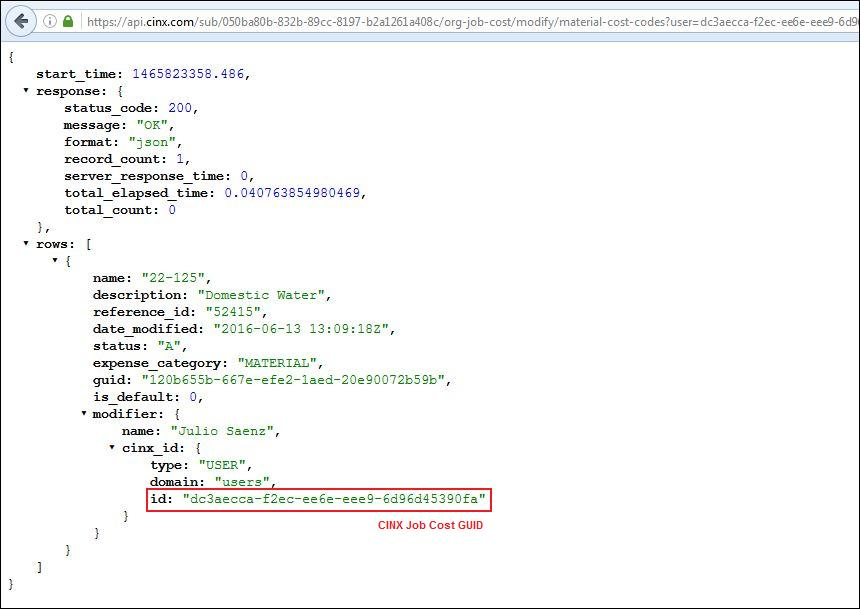 https://api.cinx.com/sub/050ba80b-832b-89cc-8197-b2a1261a408c/org-job-cost/modify/material-cost-codes?user=dc3aecca-f2ec-ee6e-eee9-6d96
{
start_time: 1465823358.486,
response: {
status_code: 200,
message: "OK",
format: "json",
record_count: 1,
server_response_time: 0,
total_elapsed_time: 0.040763854980469,
total_count: 0
},
rows: [
{
name: "22-125",
description: "Domestic Water",
reference_id: "52415",
date_modified: "2016-06-13 13:09:18Z",
status: "A",
expense_category: "MATERIAL",
guid: "120b655b-667e-efe2-1aed-20e90072b59b",
is_default: 0,
modifier: {
name: "Julio Saenz",
cinx_id: {
type: "USER",
domain: "users",
id: "dc3aecca-f2ec-ee6e-eee9-6d96d45390fa"
}
CINX Job Cost GUID
}
}
]
}